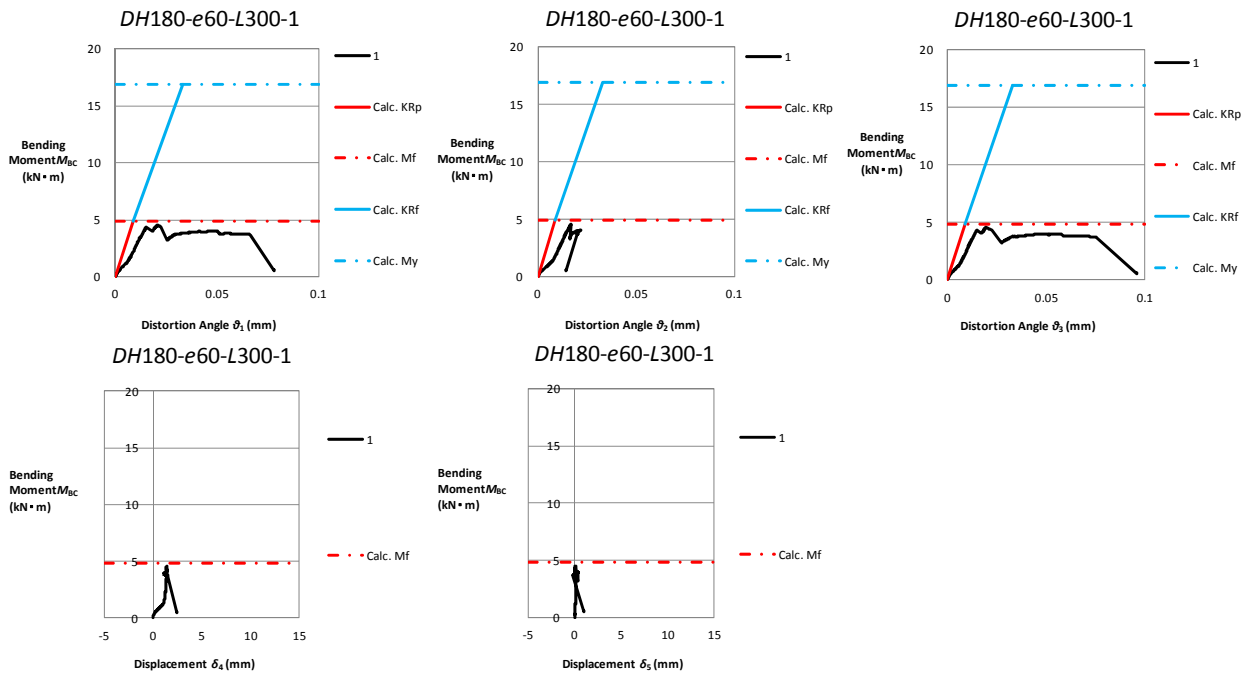 DH180-e60-L300-1
20
15
10
5
0
Bending
MomentMBC
(kN・m)
0 0.05 0.1
Distortion Angle ϑ1 (mm)
1
Calc. KRp
Calc. Mf
Calc. KRf
Calc. My
DH180-e60-L300-1
20
15
10
5
0
Bending
MomentMBC
(kN・m)
0 0.05 0.1
Distortion Angle ϑ2 (mm)
1
Calc. KRp
Calc. Mf
Calc. KRf
Calc. My
DH180-e60-L300-1
20
15
10
5
0
Bending
MomentMBC
(kN・m)
0 0.05 0.1
Distortion Angle ϑ3 (mm)
1
Calc. KRp
Calc. Mf
Calc. KRf
Calc. My
DH180-e60-L300-1
20
15
10
5
0
Bending
MomentMBC
(kN・m)
-5 0 5 10 15
Displacement δ4 (mm)
1
Calc. Mf
DH180-e60-L300-1
20
15
10
5
0
Bending
MomentMBC
(kN・m)
-5 0 5 10 15
Displacement δ5 (mm)
1
Calc. Mf